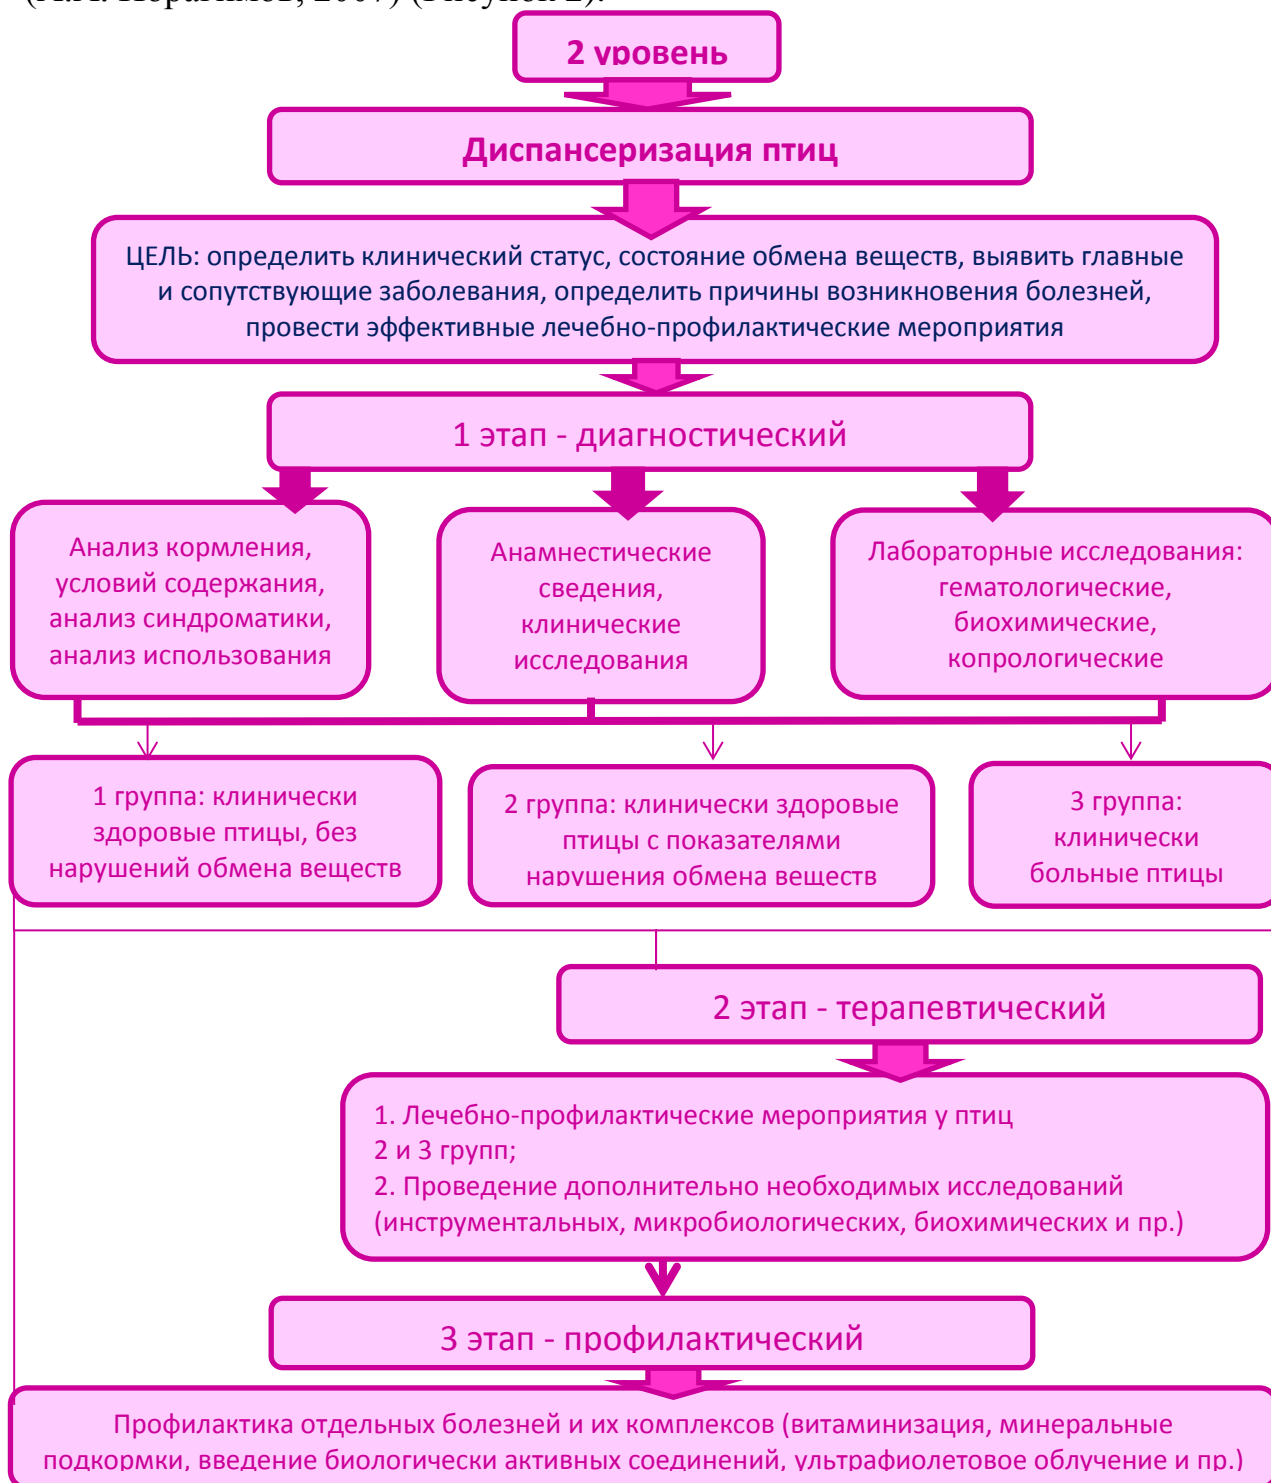 2007) (Рисунок 2).
2 уровень
Диспансеризация птиц
ЦЕЛЬ: определить клинический статус, состояние обмена веществ, выявить главные
и сопутствующие заболевания, определить причины возникновения болезней,
провести эффективные лечебно-профилактические мероприятия
1 этап - диагностический
Анализ кормления,
условий содержания,
анализ синдроматики,
анализ использования
Анамнестические
сведения,
клинические
исследования
Лабораторные исследования:
гематологические,
биохимические,
копрологические
1 группа: клинически
здоровые птицы, без
нарушений обмена веществ
2 группа: клинически здоровые
птицы с показателями
нарушения обмена веществ
3 группа:
клинически
больные птицы
2 этап - терапевтический
1. Лечебно-профилактические мероприятия у птиц
2 и 3 групп;
2. Проведение дополнительно необходимых исследований
(инструментальных, микробиологических, биохимических и пр.)
3 этап - профилактический
Профилактика отдельных болезней и их комплексов (витаминизация, минеральные
подкормки, введение биологически активных соединений, ультрафиолетовое облучение и пр.)